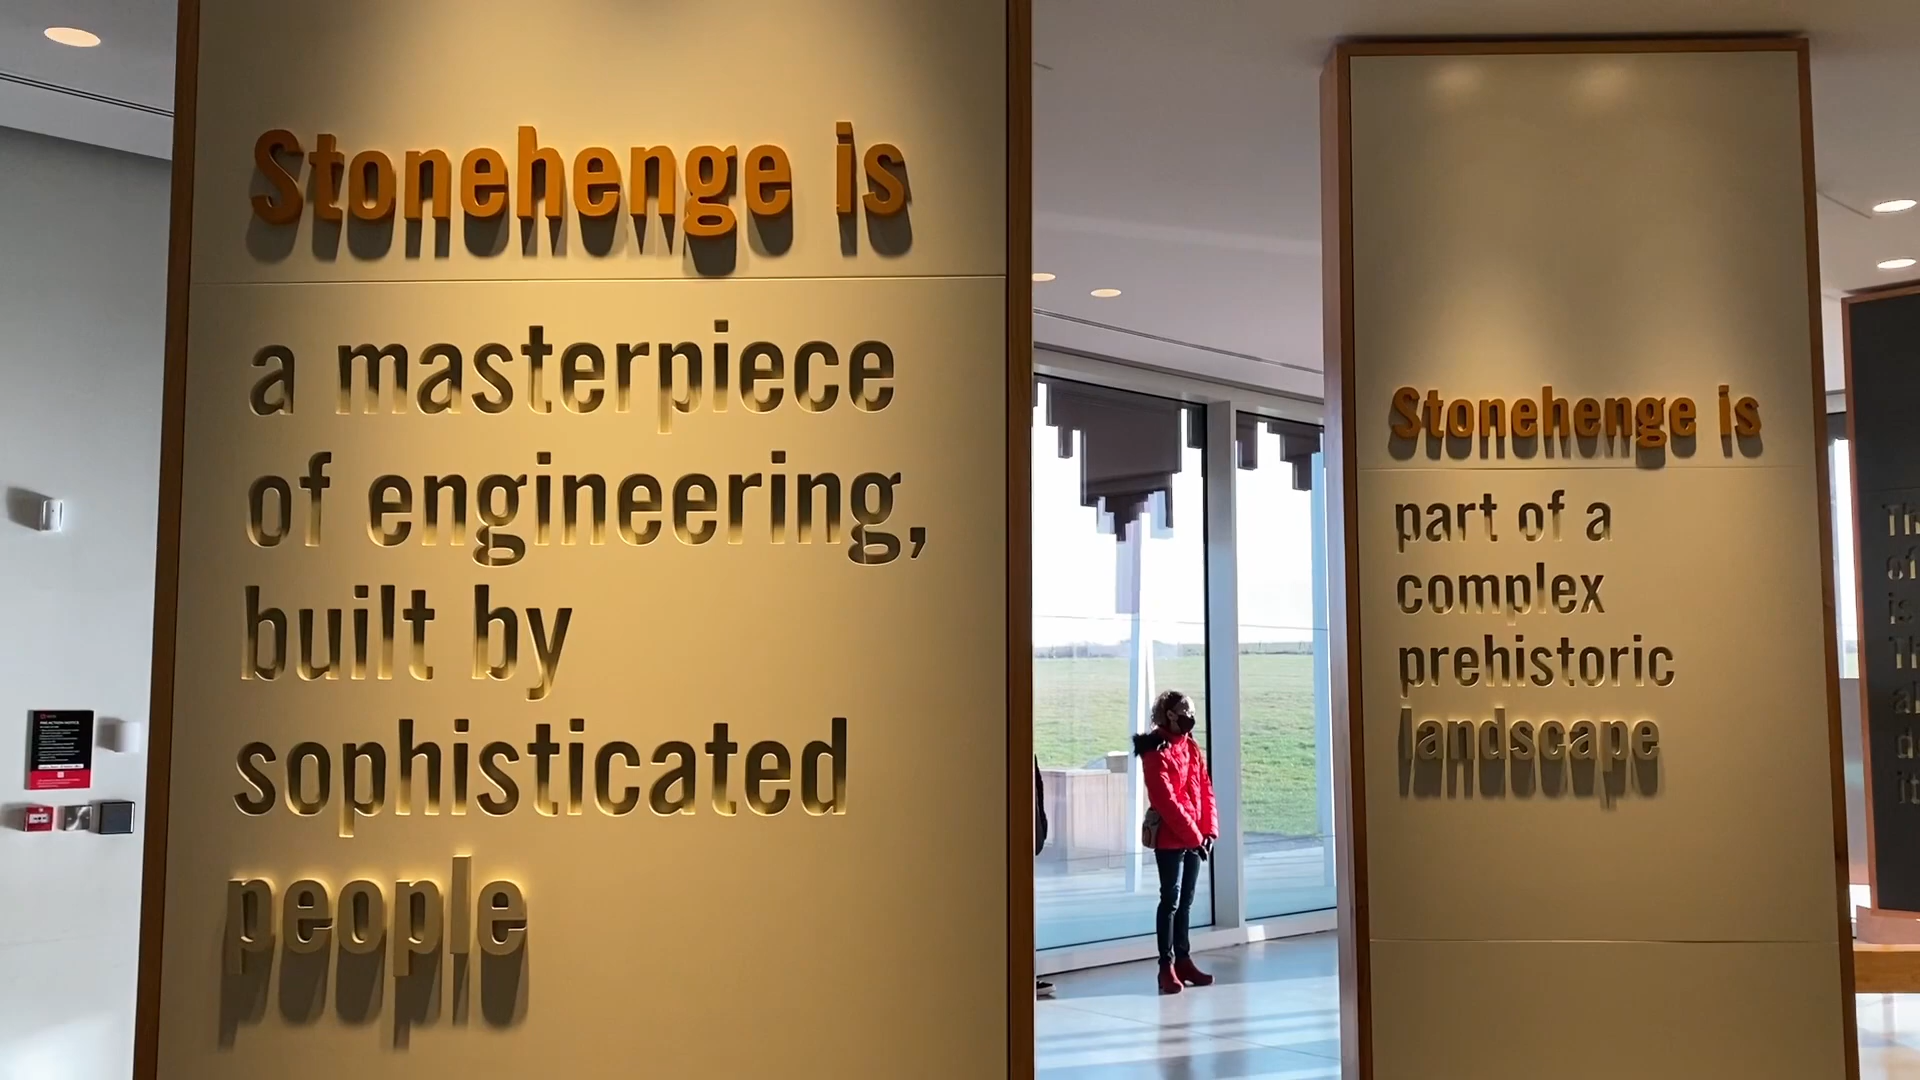 Stonehenge is
a masterpiece
of engineering,
built by
sophisticated
people
Stonehenge is
part of a
complex
prehistoric
landscape